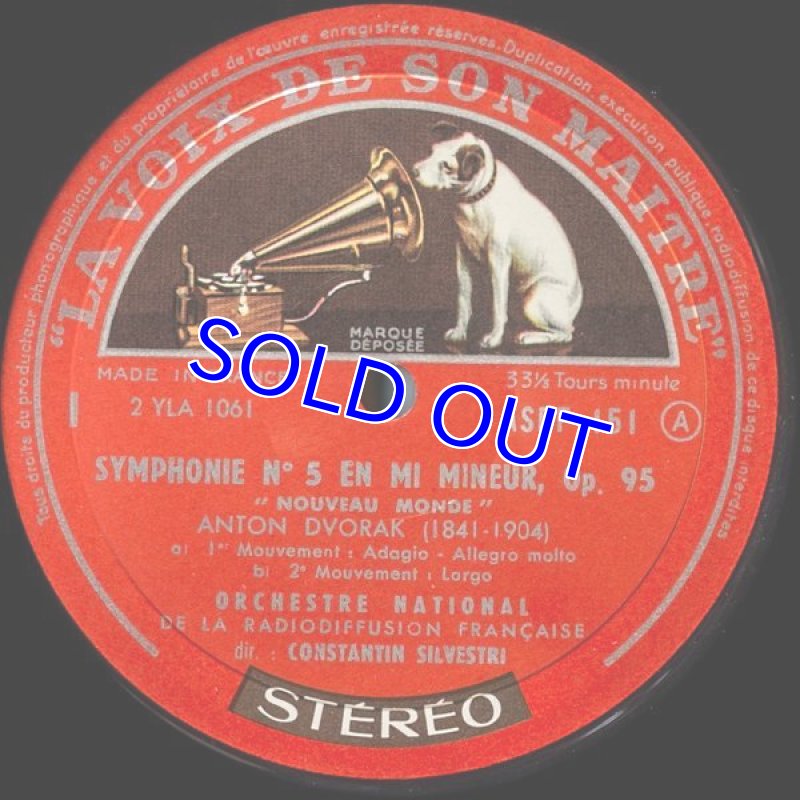 Tous droits du producteur phonographique et du propriétaire de l'œuvre enregistrée réservés. Duplication, exécution publique, radiodiffusion de ce disque interdites
"LA VOIX DE SON MAITRE"
MARQUE
DÉPOSÉE
MADE IN FRANCE 33⅓ Tours minute
2 YLA 1061 151 A
SOLD OUT
SYMPHONIE N° 5 EN MI MINEUR, Op. 95
" NOUVEAU MONDE "
ANTON DVORAK (1841-1904)
a) 1er Mouvement : Adagio - Allegro molto
b) 2e Mouvement : Largo
ORCHESTRE NATIONAL
DE LA RADIODIFFUSION FRANÇAISE
dir. : CONSTANTIN SILVESTRI
STÉRÉO